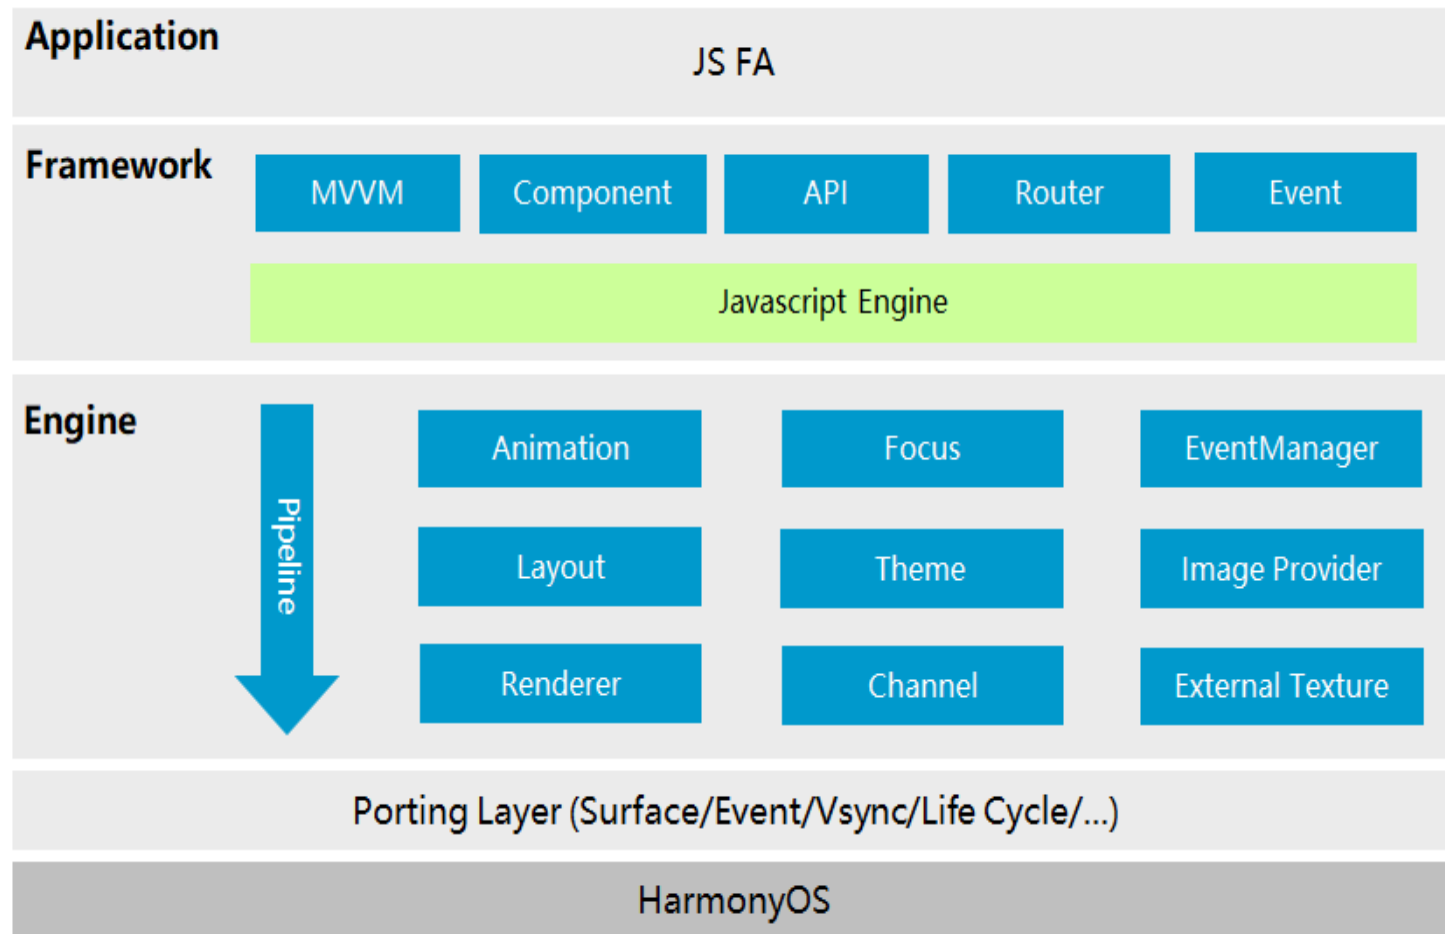 Application
JS FA
Framework
MVVM
Component
API
Router
Event
Javascript Engine
Engine
Pipeline
Animation
Focus
EventManager
Layout
Theme
Image Provider
Renderer
Channel
External Texture
Porting Layer (Surface/Event/Vsync/Life Cycle/...)
HarmonyOS